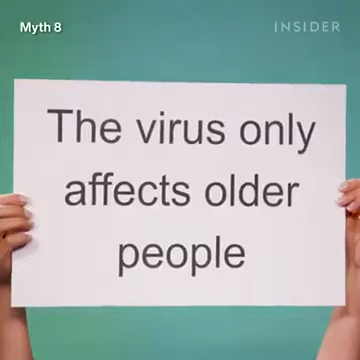 Myth 8
INSIDER
The virus only
affects older
people